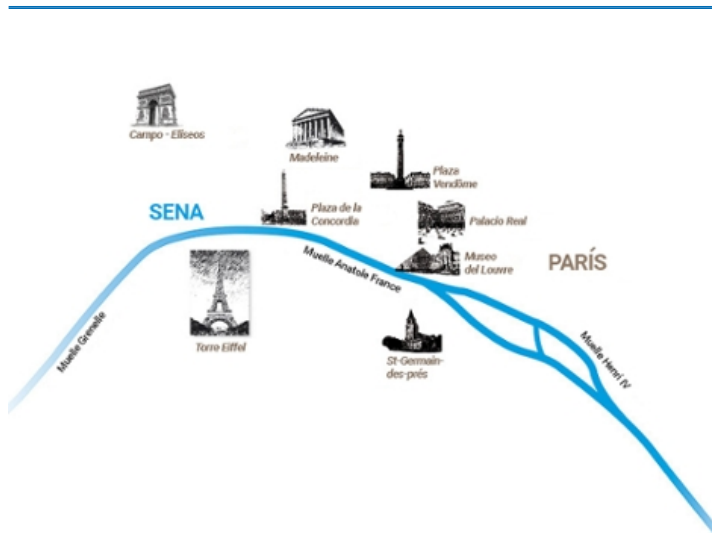 Campo - Elíseos
Madeleine
Plaza
Vendôme
SENA
Plaza de la
Concordia
Palacio Real
Muelle Anatole France
Museo
del Louvre
PARÍS
Muelle Grenelle
Torre Eiffel
St-Germain-
des-prés
Muelle Henri IV